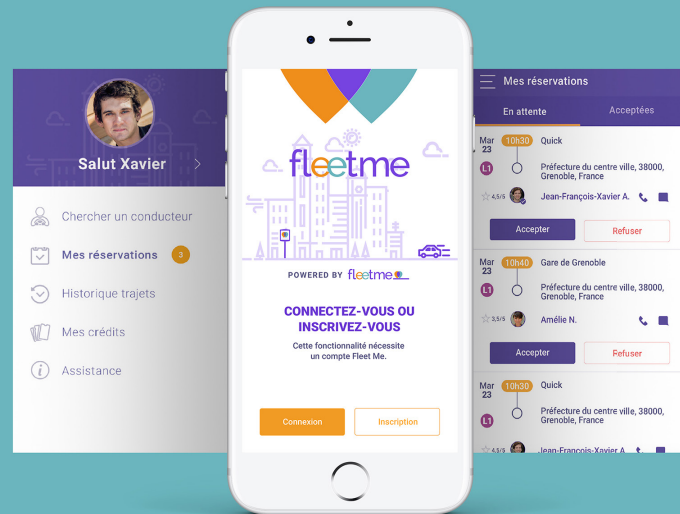 Salut Xavier
Chercher un conducteur
Mes réservations 3
Historique trajets
Mes crédits
Assistance
fleetme
POWERED BY fleetme
CONNECTEZ-VOUS OU
INSCRIVEZ-VOUS
Cette fonctionnalité nécessite
un compte Fleet Me.
Connexion
Inscription
Mes réservations
En attente
Acceptées
Mar 10h30 Quick
23
L1 Préfecture du centre ville, 38000,
Grenoble, France
4,5/5 Jean-François-Xavier A.
Accepter
Refuser
Mar 10h40 Gare de Grenoble
23
L1 Préfecture du centre ville, 38000,
Grenoble, France
3,5/5 Amélie N.
Accepter
Refuser
Mar 10h30 Quick
23
L1 Préfecture du centre ville, 38000,
Grenoble, France
4,5/5 Jean-François-Xavier A.